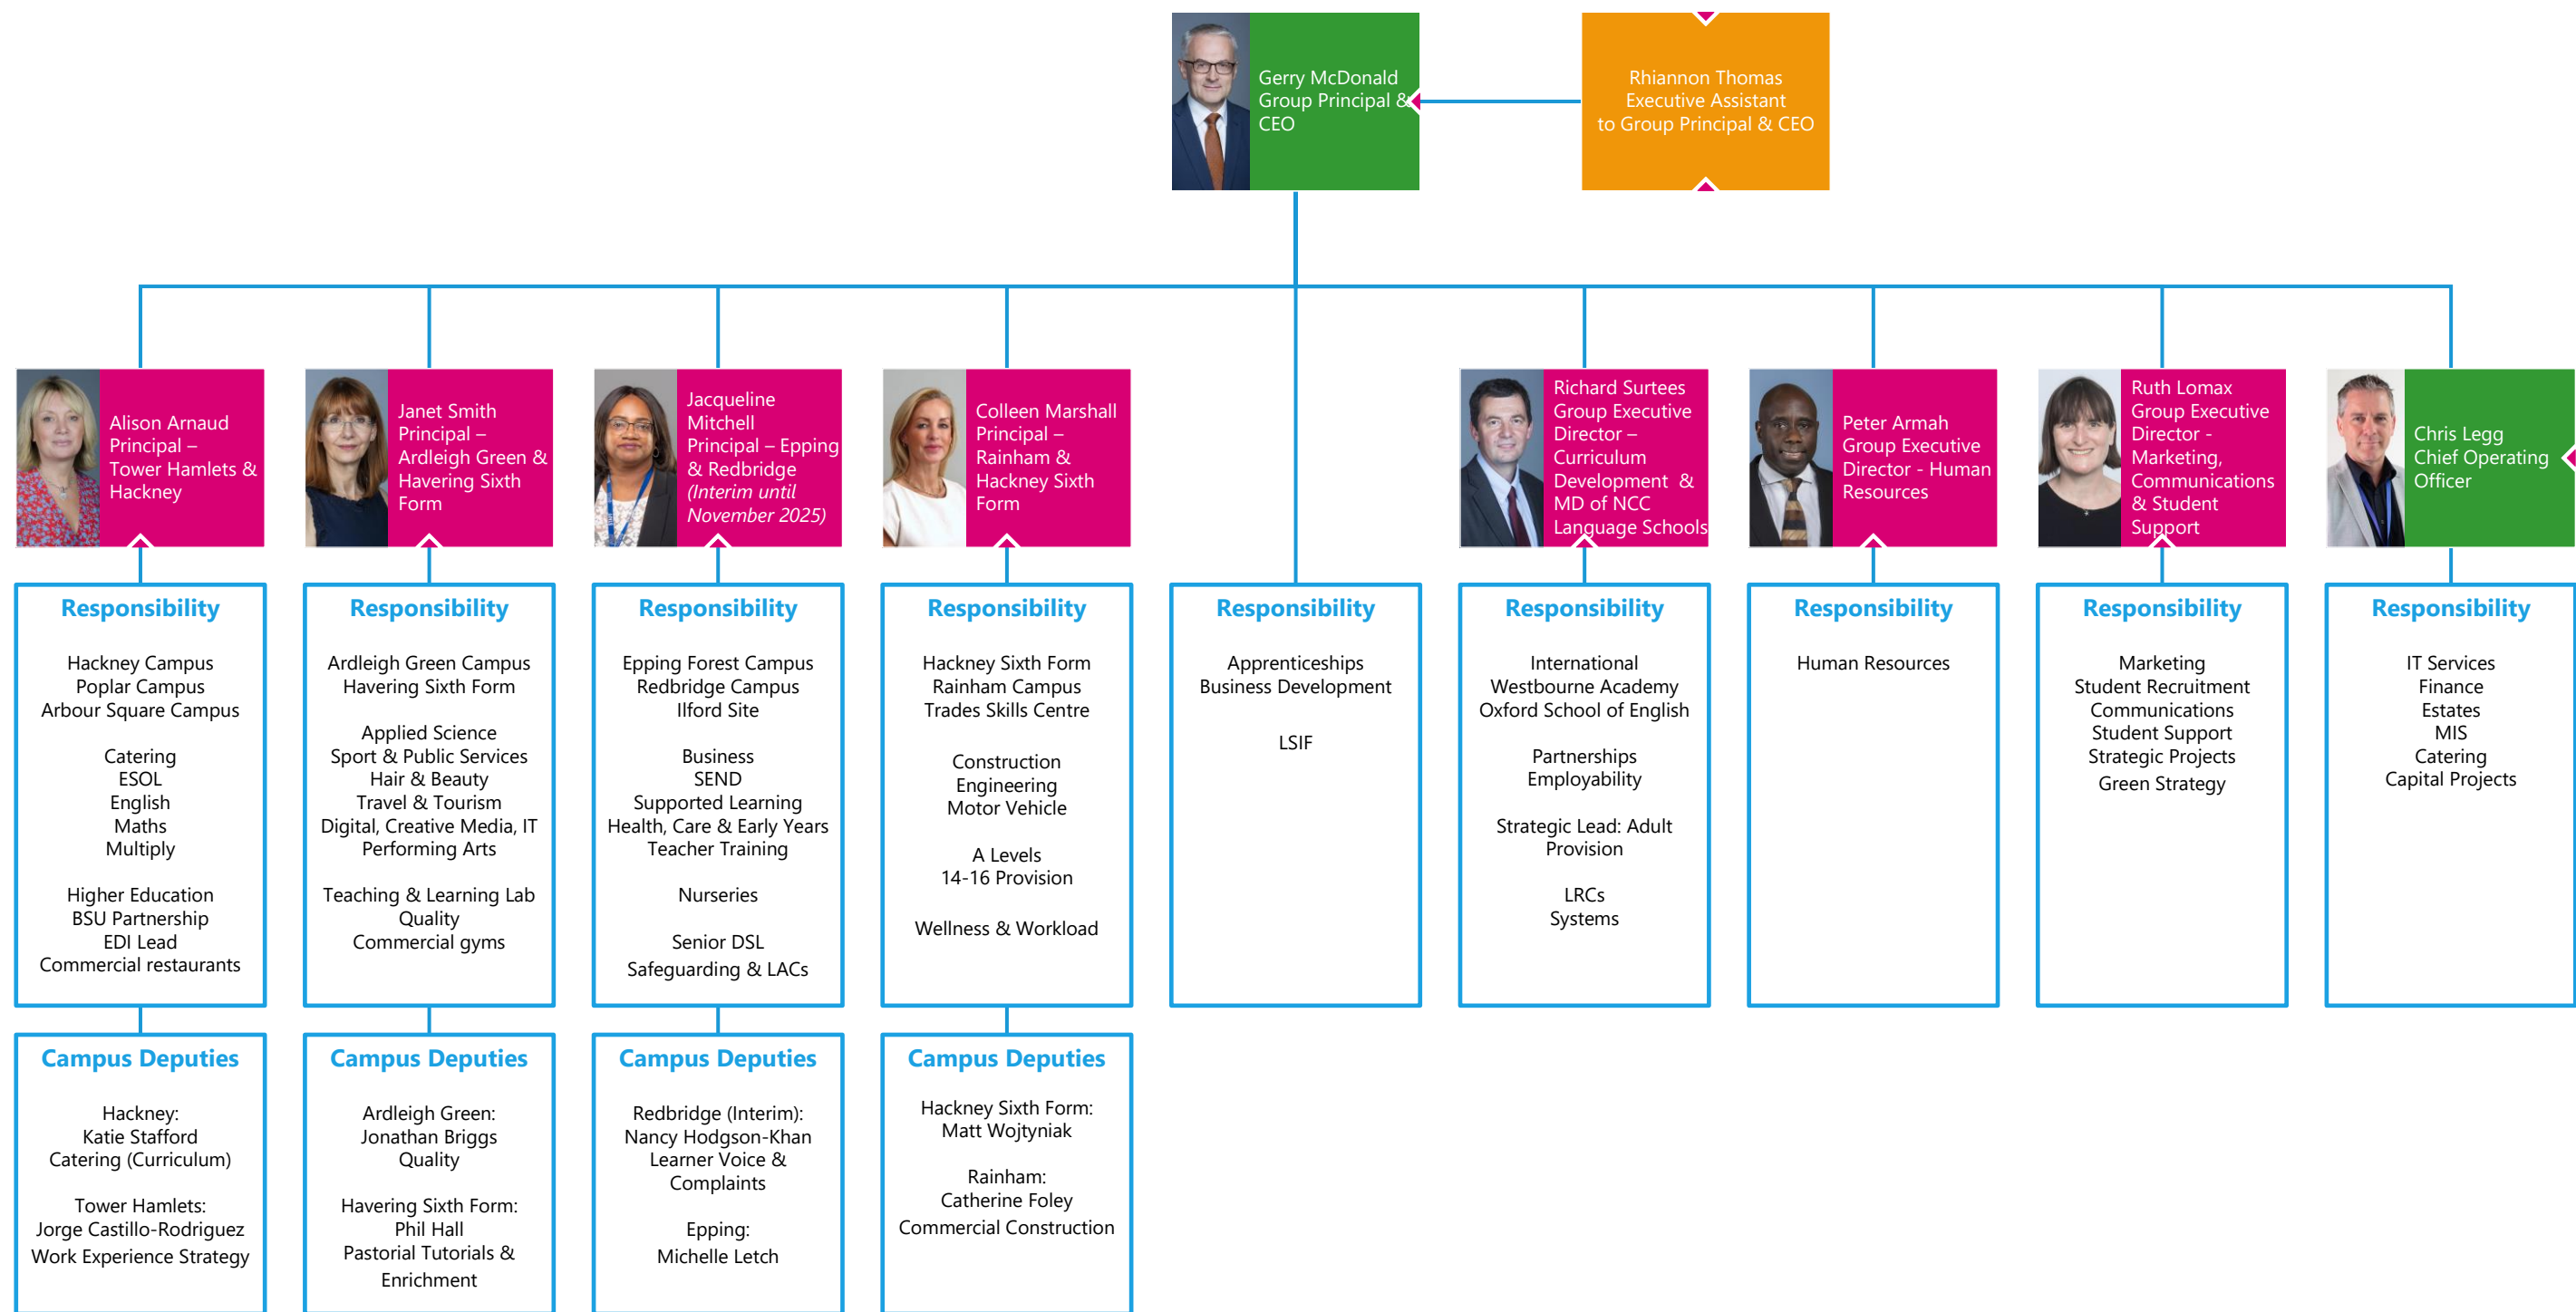 Gerry McDonald
Group Principal &
CEO
Rhiannon Thomas
Executive Assistant
to Group Principal & CEO
Alison Arnaud
Principal –
Tower Hamlets &
Hackney
Janet Smith
Principal –
Ardleigh Green &
Havering Sixth
Form
Jacqueline
Mitchell
Principal – Epping
& Redbridge
(Interim until
November 2025)
Colleen Marshall
Principal –
Rainham &
Hackney Sixth
Form
Richard Surtees
Group Executive
Director –
Curriculum
Development &
MD of NCC
Language Schools
Peter Armah
Group Executive
Director - Human
Resources
Ruth Lomax
Group Executive
Director -
Marketing,
Communications
& Student
Support
Chris Legg
Chief Operating
Officer
Responsibility
Hackney Campus
Poplar Campus
Arbour Square Campus
Catering
ESOL
English
Maths
Multiply
Higher Education
BSU Partnership
EDI Lead
Commercial restaurants
Responsibility
Ardleigh Green Campus
Havering Sixth Form
Applied Science
Sport & Public Services
Hair & Beauty
Travel & Tourism
Digital, Creative Media, IT
Performing Arts
Teaching & Learning Lab
Quality
Commercial gyms
Responsibility
Epping Forest Campus
Redbridge Campus
Ilford Site
Business
SEND
Supported Learning
Health, Care & Early Years
Teacher Training
Nurseries
Senior DSL
Safeguarding & LACs
Responsibility
Hackney Sixth Form
Rainham Campus
Trades Skills Centre
Construction
Engineering
Motor Vehicle
A Levels
14-16 Provision
Wellness & Workload
Responsibility
Apprenticeships
Business Development
LSIF
Responsibility
International
Westbourne Academy
Oxford School of English
Partnerships
Employability
Strategic Lead: Adult
Provision
LRCs
Systems
Responsibility
Human Resources
Responsibility
Marketing
Student Recruitment
Communications
Student Support
Strategic Projects
Green Strategy
Responsibility
IT Services
Finance
Estates
MIS
Catering
Capital Projects
Campus Deputies
Hackney:
Katie Stafford
Catering (Curriculum)
Tower Hamlets:
Jorge Castillo-Rodriguez
Work Experience Strategy
Campus Deputies
Ardleigh Green:
Jonathan Briggs
Quality
Havering Sixth Form:
Phil Hall
Pastorial Tutorials &
Enrichment
Campus Deputies
Redbridge (Interim):
Nancy Hodgson-Khan
Learner Voice &
Complaints
Epping:
Michelle Letch
Campus Deputies
Hackney Sixth Form:
Matt Wojtyniak
Rainham:
Catherine Foley
Commercial Construction